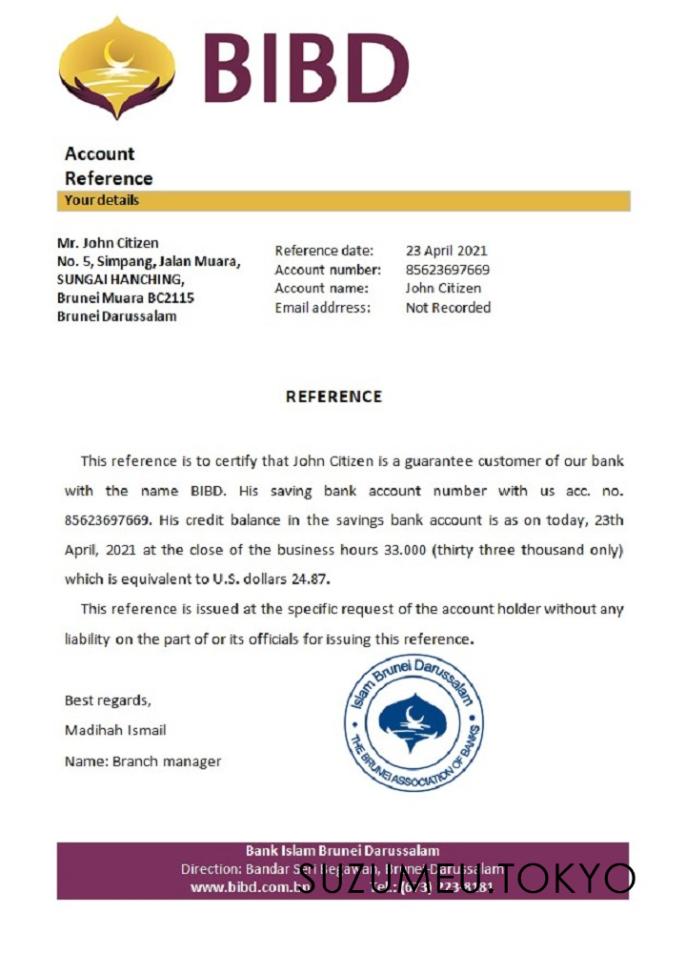 BIBD
Account
Reference
Your details
Mr. John Citizen
No. 5, Simpang, Jalan Muara,
SUNGAI HANCHING,
Brunei Muara BC2115
Brunei Darussalam
Reference date: 23 April 2021
Account number: 85623697669
Account name: John Citizen
Email addrress: Not Recorded
REFERENCE
This reference is to certify that John Citizen is a guarantee customer of our bank
with the name BIBD. His saving bank account number with us acc. no.
85623697669. His credit balance in the savings bank account is as on today, 23th
April, 2021 at the close of the business hours 33.000 (thirty three thousand only)
which is equivalent to U.S. dollars 24.87.
This reference is issued at the specific request of the account holder without any
liability on the part of or its officials for issuing this reference.
Islam Brunei Darussalam
THE BRUNEI ASSOCIATION OF BANKS
Best regards,
Madihah Ismail
Name: Branch manager
Bank Islam Brunei Darussalam
Direction: Bandar Seri Begawan, Brunei-Darussalam
www.bibd.com.bn Tel.: (673) 223-8181
SUZUMEU.TOKYO